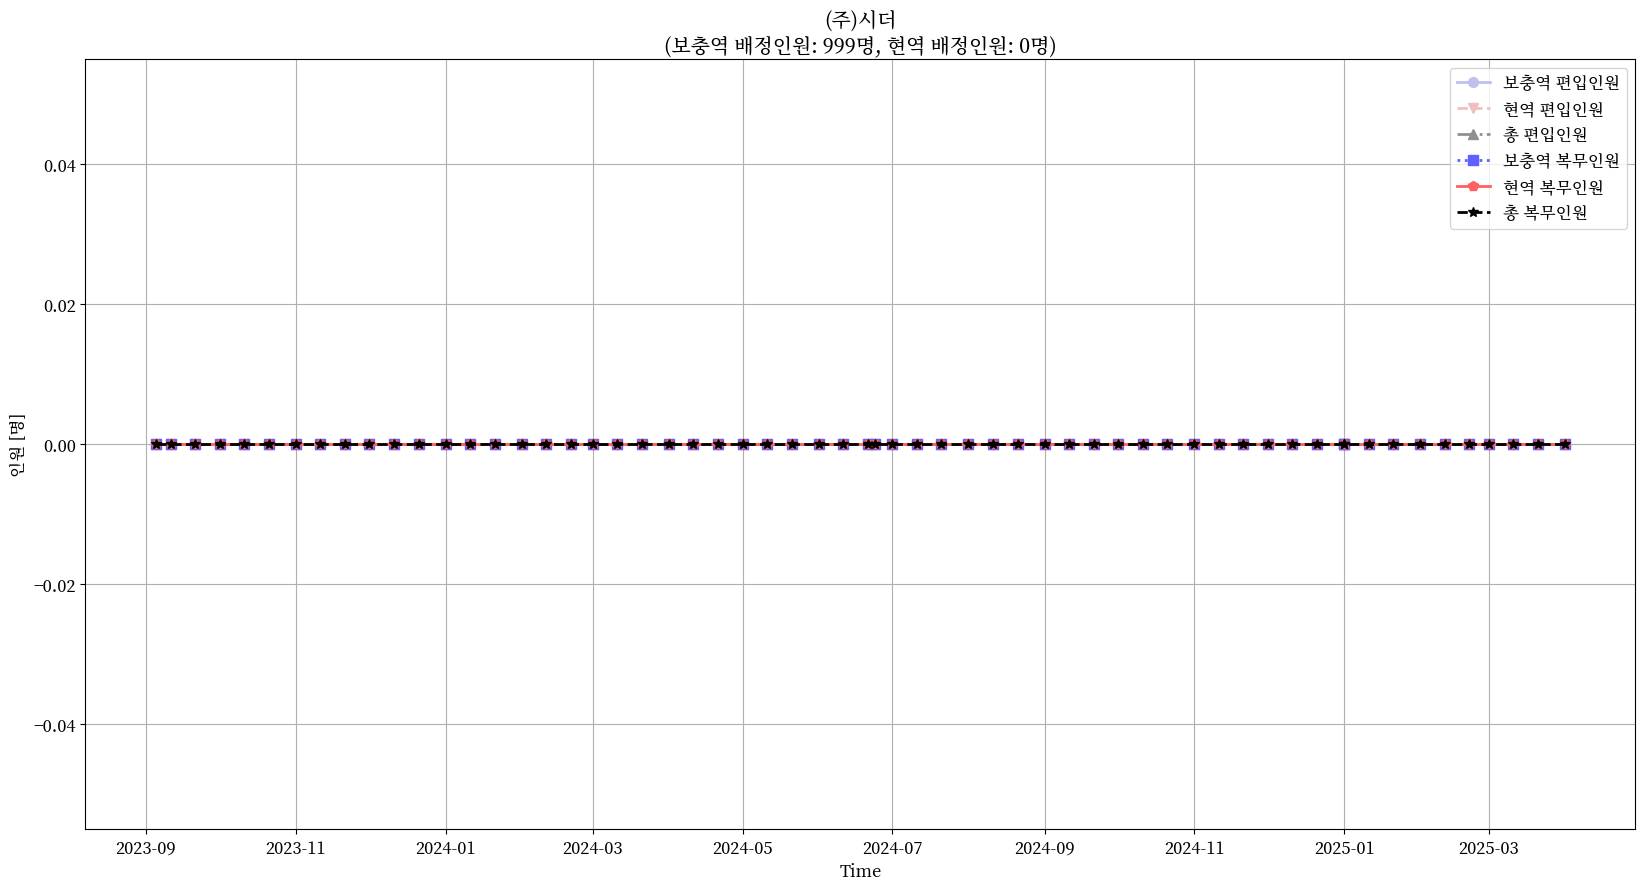 (주)시더
(보충역 배정인원: 999명, 현역 배정인원: 0명)
보충역 편입인원
현역 편입인원
총 편입인원
보충역 복무인원
현역 복무인원
총 복무인원
0.04
0.02
0.00
−0.02
−0.04
인원 [명]
2023-09 2023-11 2024-01 2024-03 2024-05 2024-07 2024-09 2024-11 2025-01 2025-03
Time